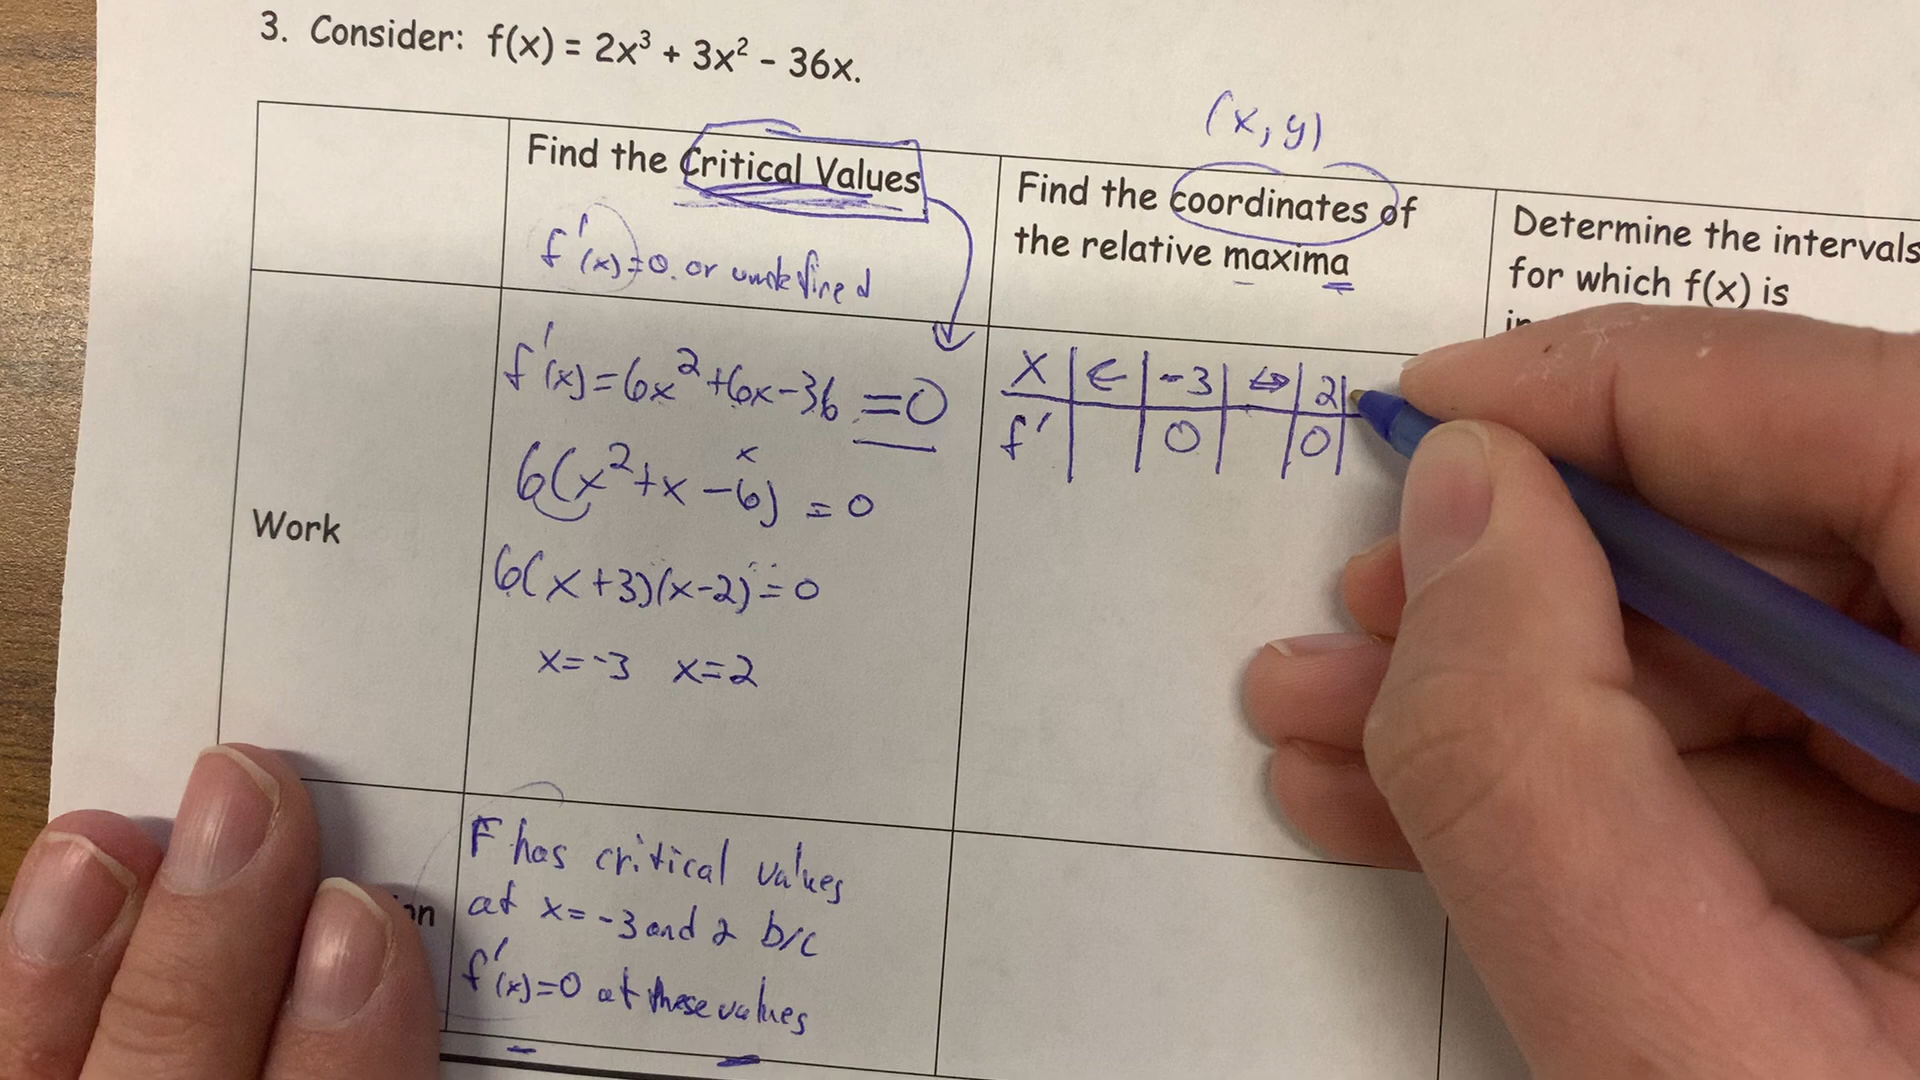 3. Consider: f(x) = 2x³ + 3x² - 36x.
(x, y)
Find the Critical Values
f'(x)=0 or undefined
Find the coordinates of
the relative maxima
Determine the intervals
for which f(x) is
Work
f'(x)=6x²+6x-36 =0
6(x²+x-6) = 0
6(x+3)(x-2)=0
x=-3 x=2
X | ← | -3 | ↔ | 2 |
f' | | 0 | | 0 |
F has critical values
at x=-3 and 2 b/c
f'(x)=0 at these values